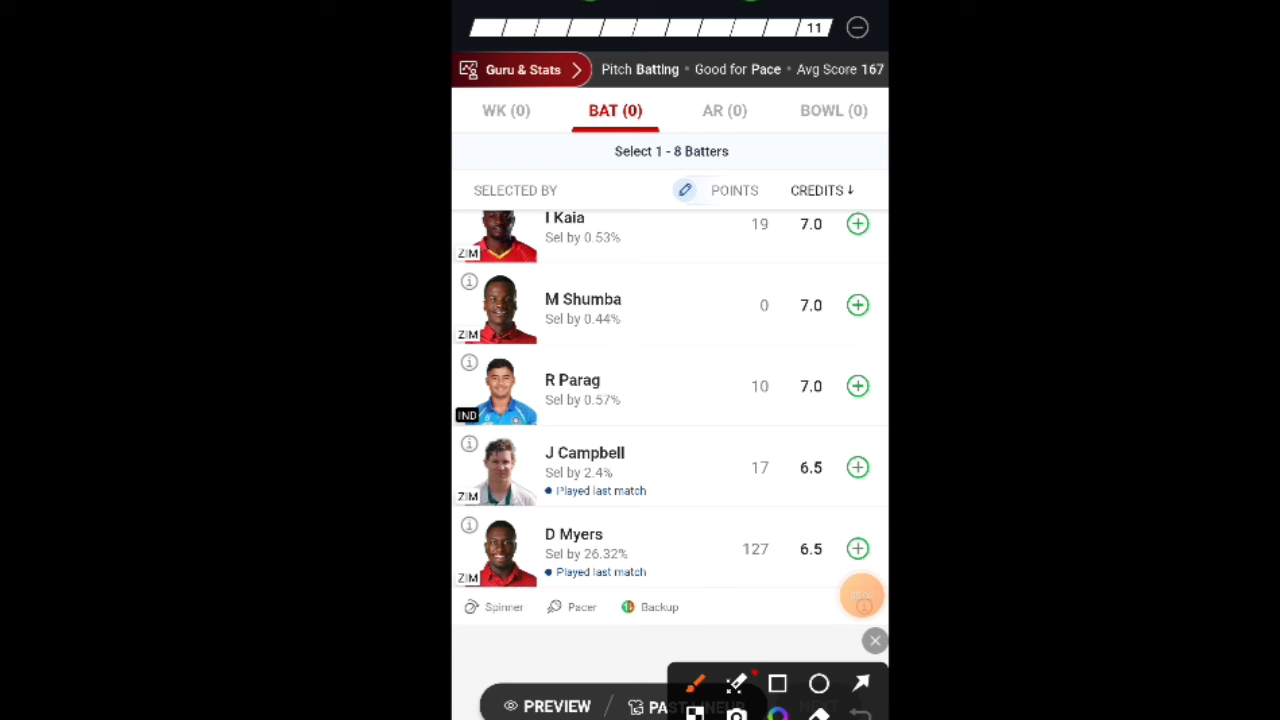 11
Guru & Stats
Pitch Batting • Good for Pace • Avg Score 167
WK (0)
BAT (0)
AR (0)
BOWL (0)
Select 1 - 8 Batters
SELECTED BY
POINTS
CREDITS↓
I Kaia
Sel by 0.53%
ZIM
19
7.0
M Shumba
Sel by 0.44%
ZIM
0
7.0
R Parag
Sel by 0.57%
IND
10
7.0
J Campbell
Sel by 2.4%
Played last match
ZIM
17
6.5
D Myers
Sel by 26.32%
Played last match
ZIM
127
6.5
Spinner
Pacer
Backup
PREVIEW